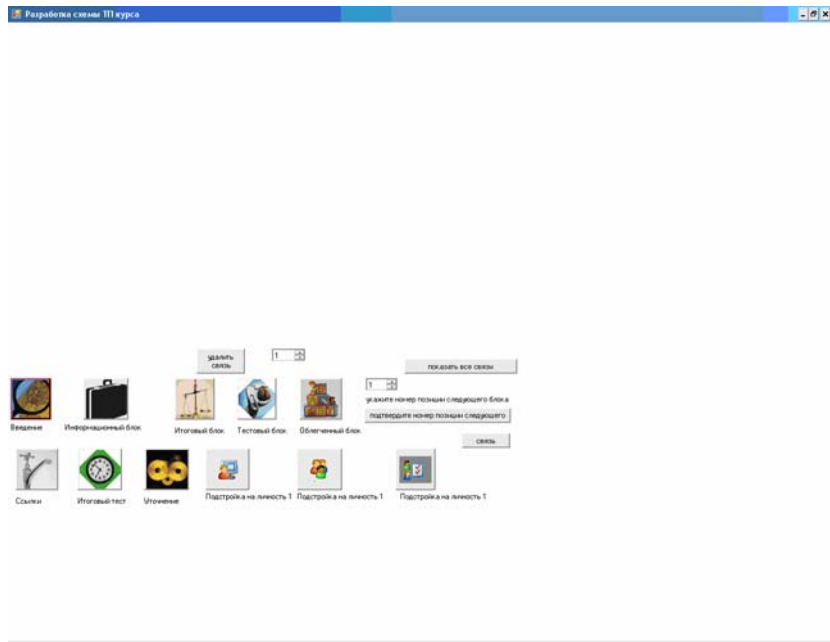 Разработка схемы ТП курса
удалить
связь
1
показать все связи
1
укажите номер позиции следующего блока
подтвердите номер позиции следующего
связь
Введение
Информационный блок
Итоговый блок
Тестовый блок
Облегченный блок
Ссылки
Итоговый тест
Уточнение
Подстройка на личность 1
Подстройка на личность 1
Подстройка на личность 1